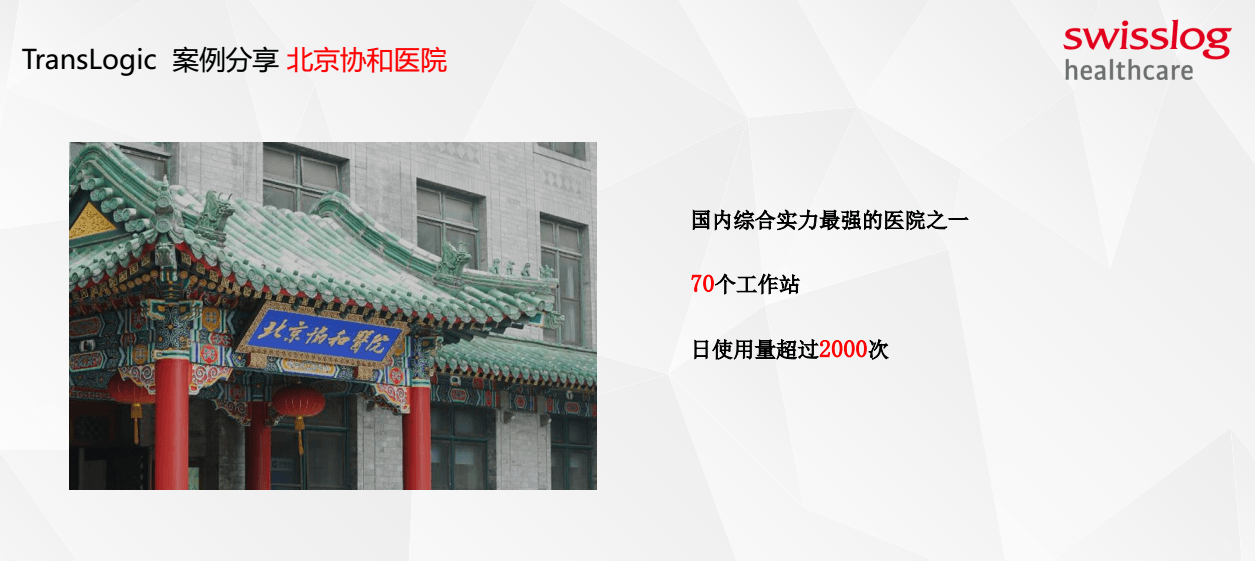 TransLogic 案例分享 北京协和医院
swisslog
healthcare
北京协和醫院
国内综合实力最强的医院之一
70个工作站
日使用量超过2000次